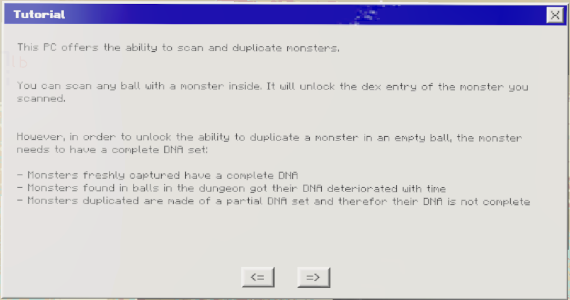 Tutorial
This PC offers the ability to scan and duplicate monsters.
You can scan any ball with a monster inside. It will unlock the dex entry of the monster you
scanned.
However, in order to unlock the ability to duplicate a monster in an empty ball, the monster
needs to have a complete DNA set:
- Monsters freshly captured have a complete DNA
- Monsters found in balls in the dungeon got their DNA deteriorated with time
- Monsters duplicated are made of a partial DNA set and therefor their DNA is not complete
<= =>